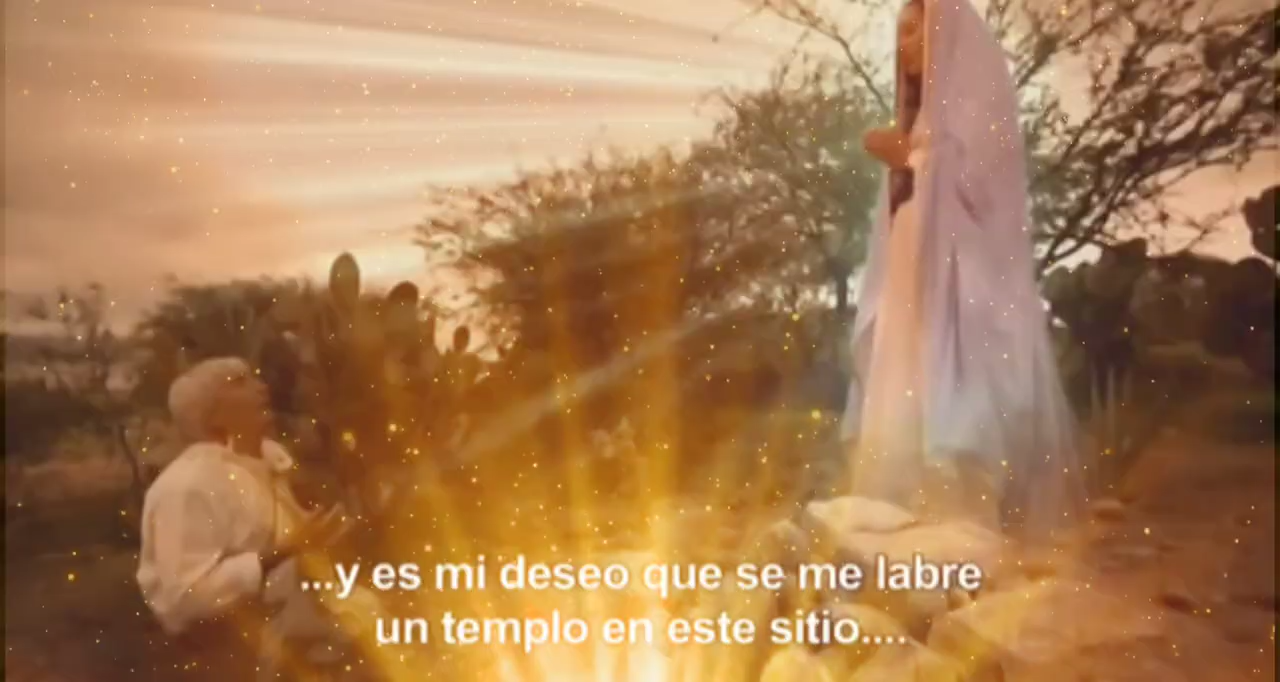 ...y es mi deseo que se me labre
un templo en este sitio....